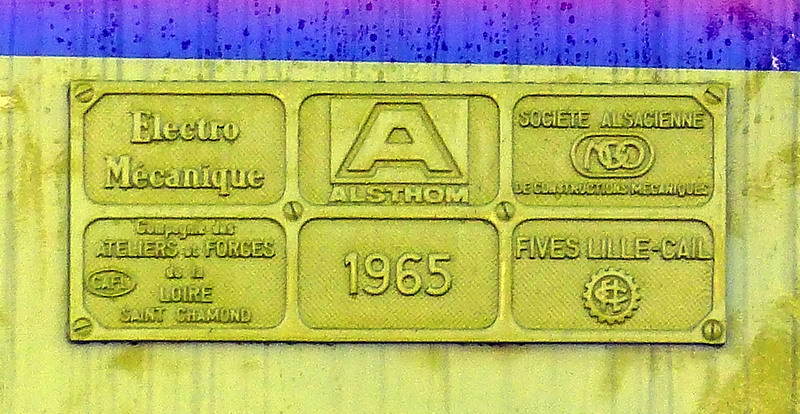 Electro
Mécanique
A
ALSTHOM
SOCIÉTÉ ALSACIENNE
DE CONSTRUCTIONS MÉCANIQUES
Compagnie des
ATELIERS et FORGES
de la
CAFL
LOIRE
SAINT CHAMOND
1965
FIVES LILLE-CAIL